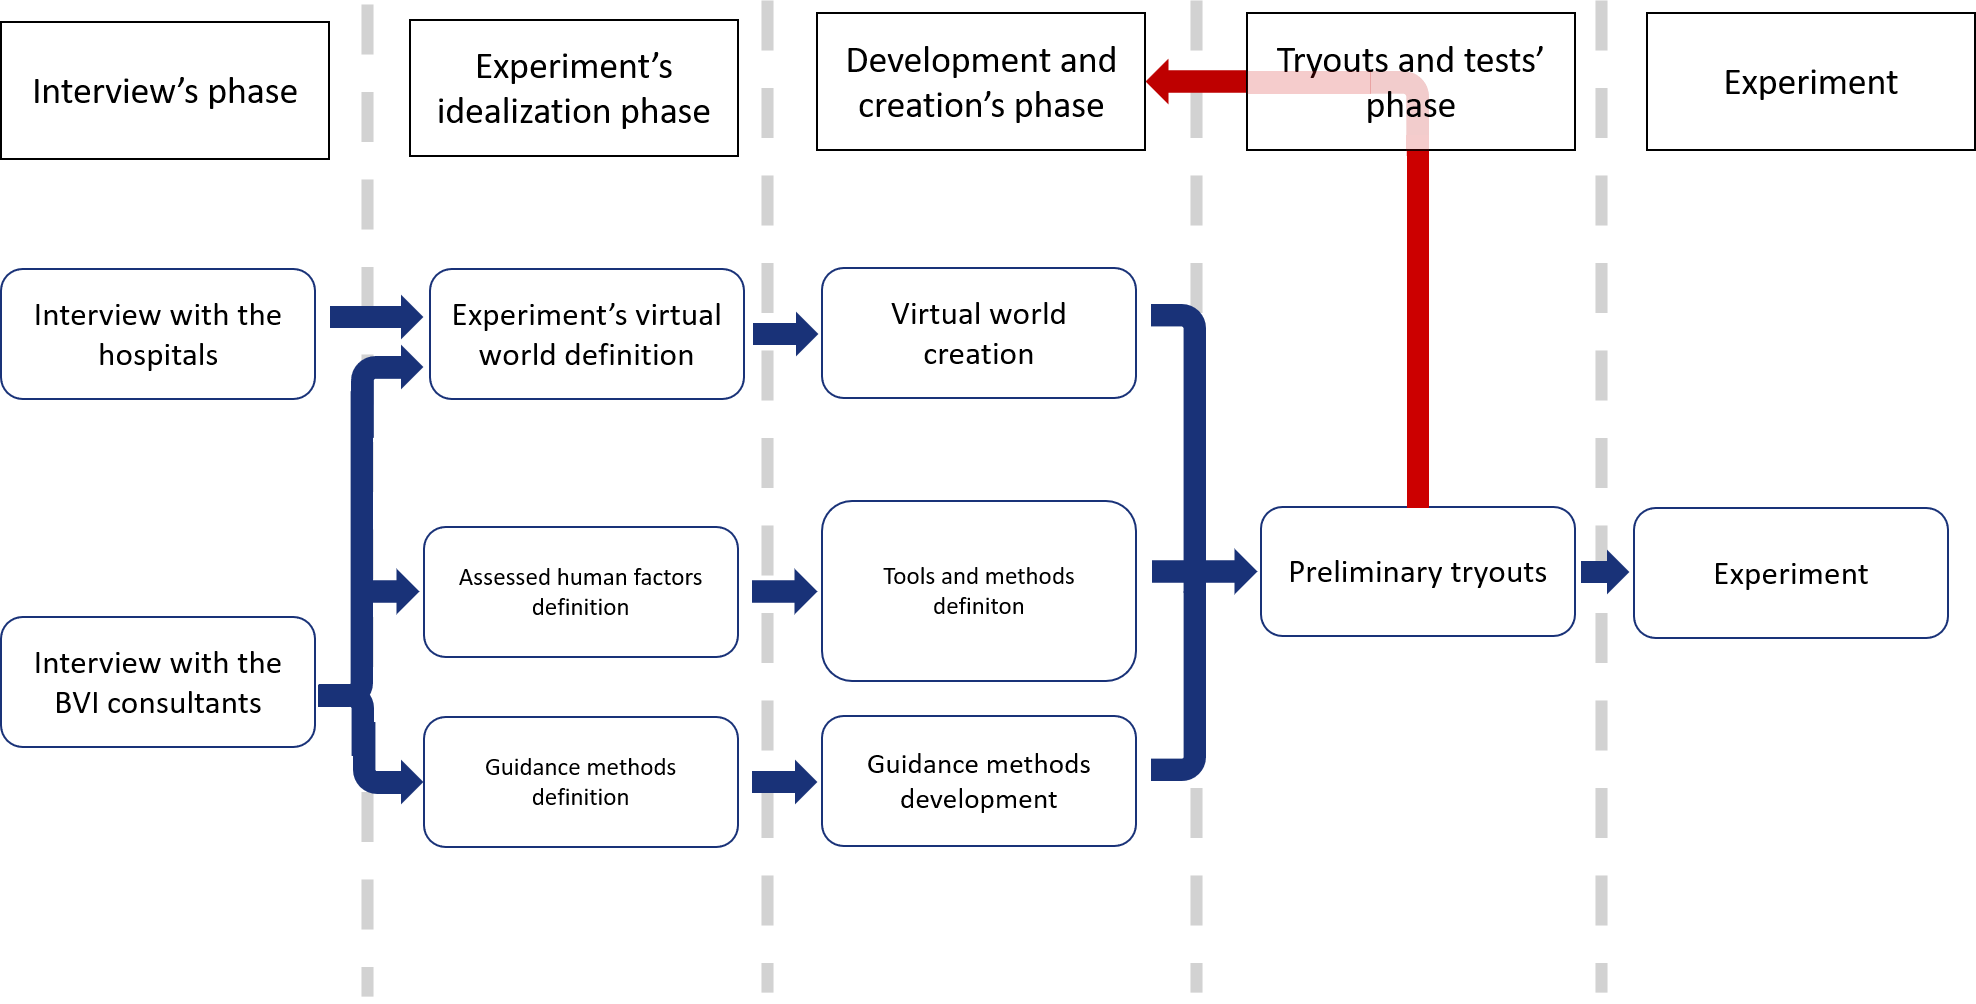 Interview’s phase
Experiment’s
idealization phase
Development and
creation’s phase
Tryouts and tests’
phase
Experiment
Interview with the
hospitals
Experiment’s virtual
world definition
Virtual world
creation
Interview with the
BVI consultants
Assessed human factors
definition
Tools and methods
definiton
Preliminary tryouts
Experiment
Guidance methods
definition
Guidance methods
development